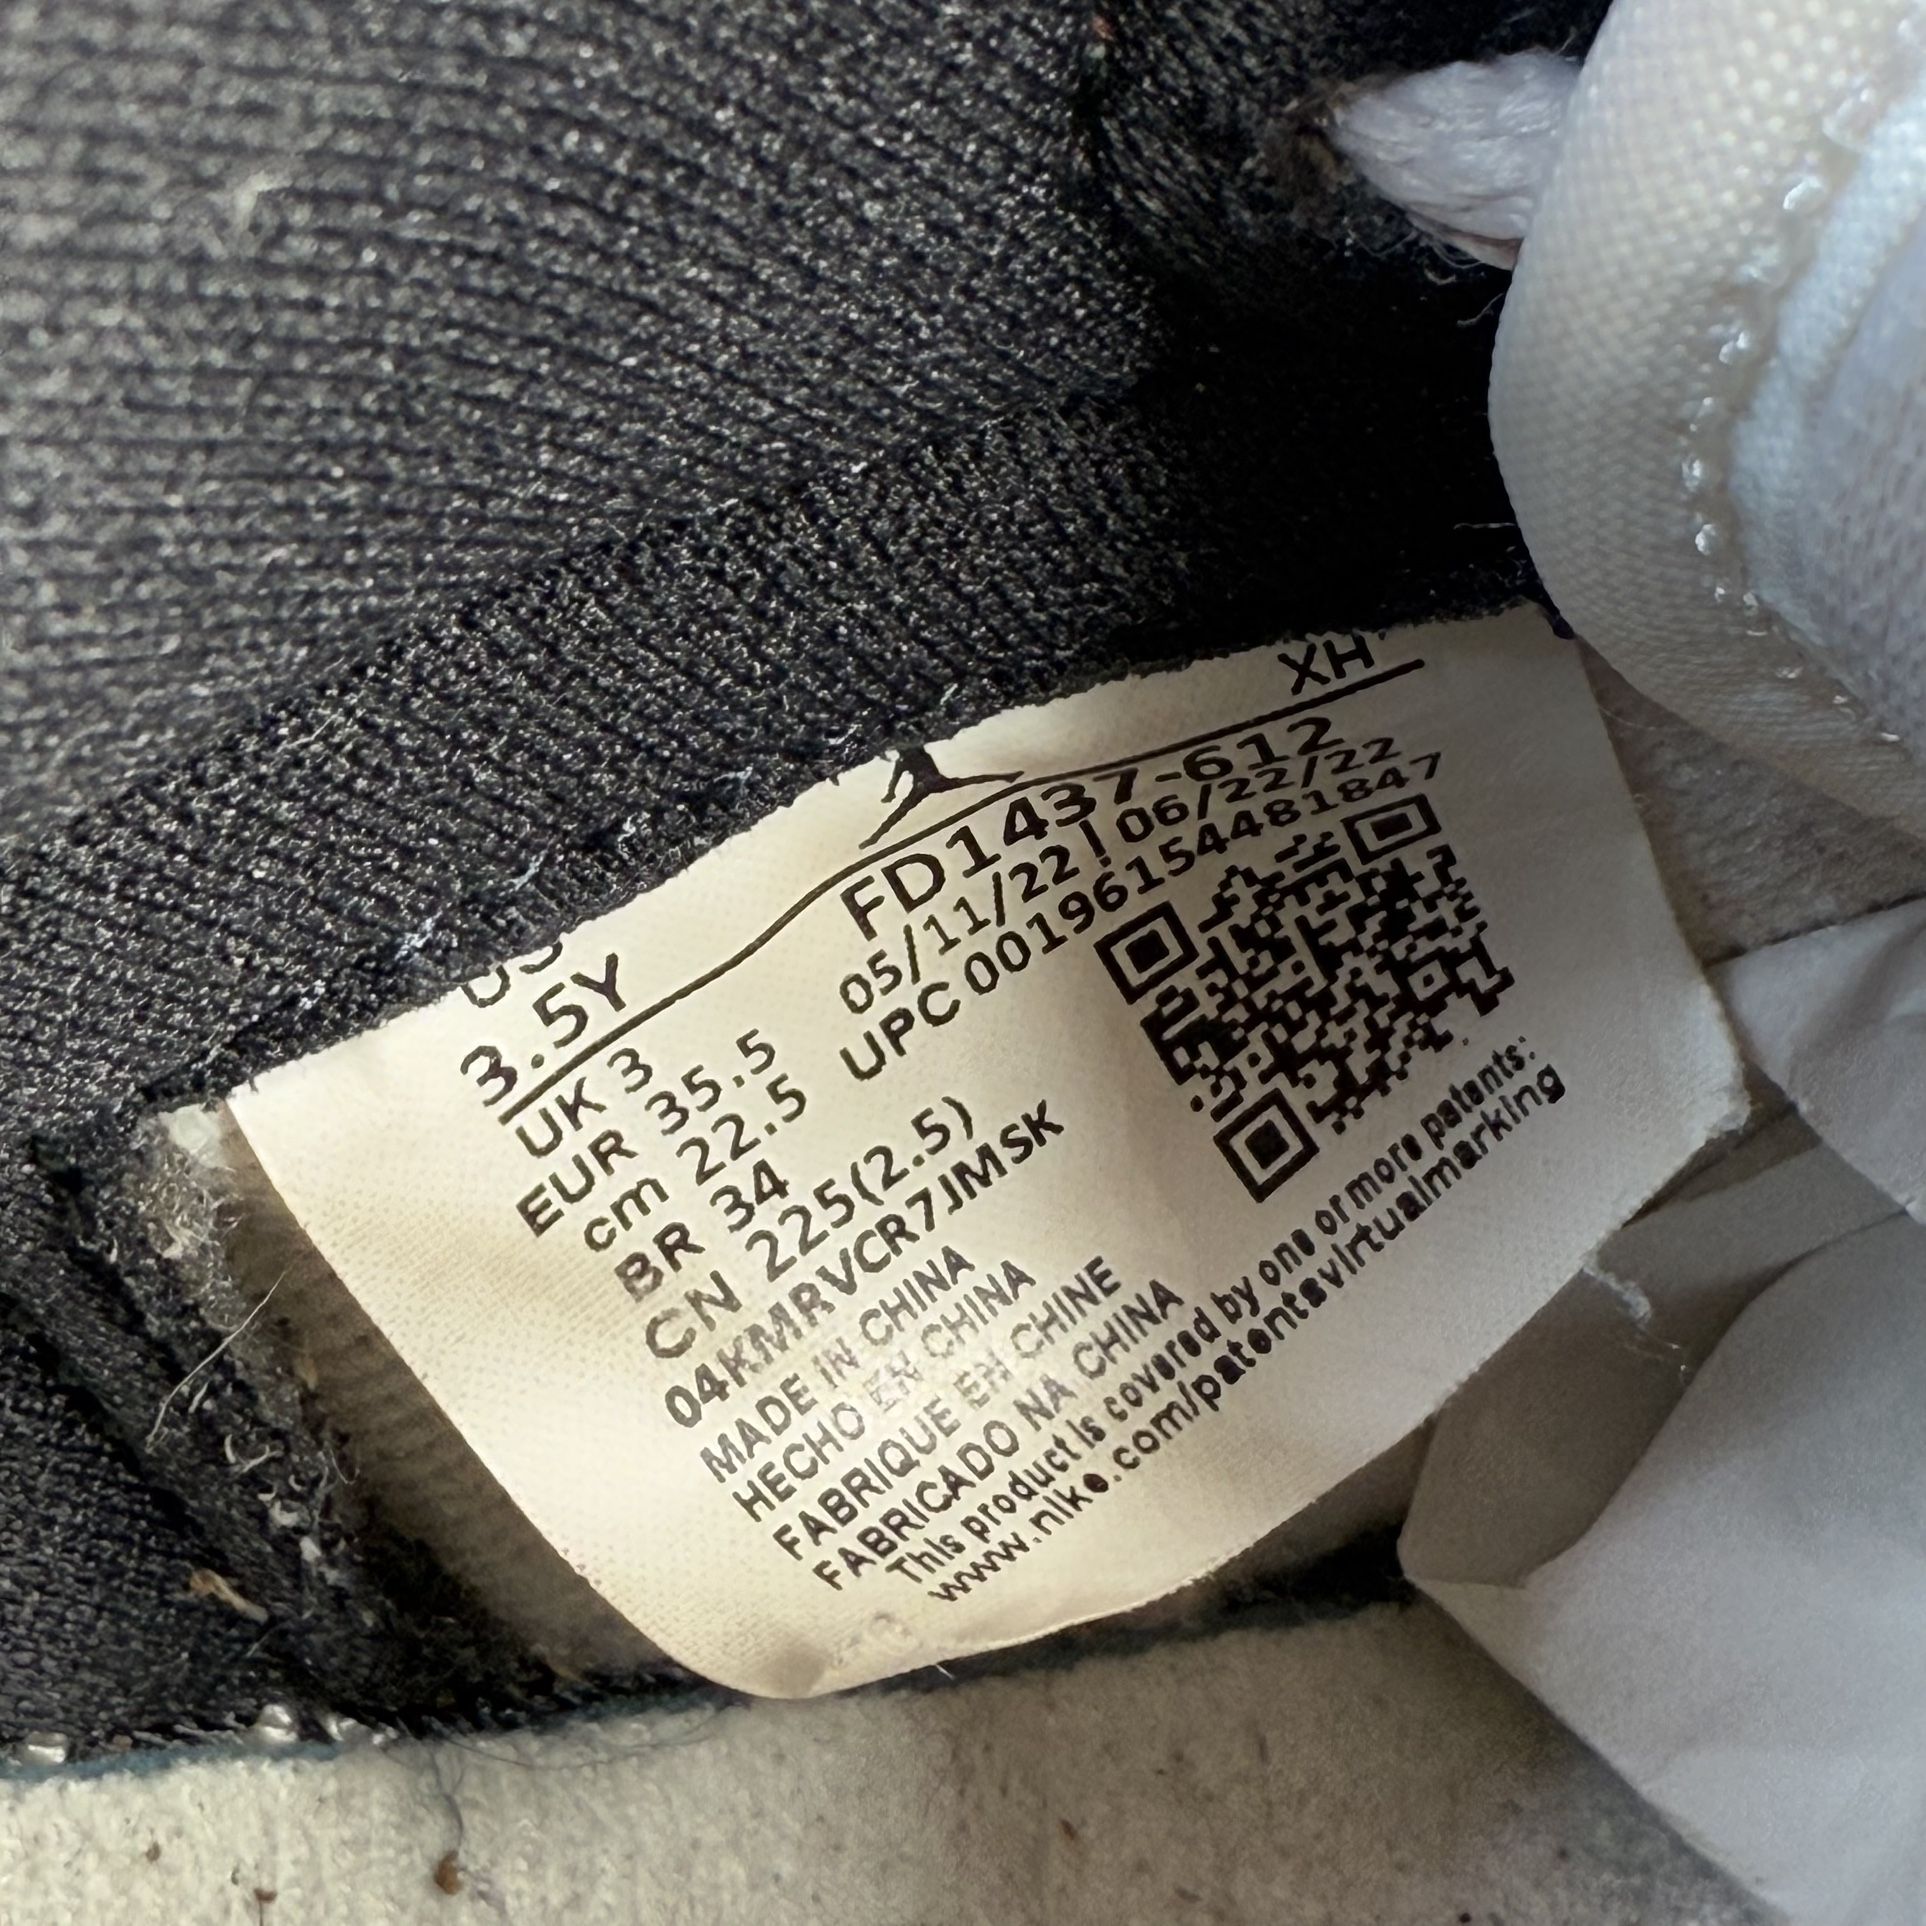 US
XH
3.5Y
FD1437-612
05/11/22 | 06/22/22
UPC 00196154481847
UK 3
EUR 35.5
cm 22.5
BR 34
CN 225(2.5)
04KMRVCR7JMSK
MADE IN CHINA
HECHO EN CHINA
FABRIQUE EN CHINE
FABRICADO NA CHINA
This product is covered by one or more patents:
www.nike.com/patentsvirtualmarking